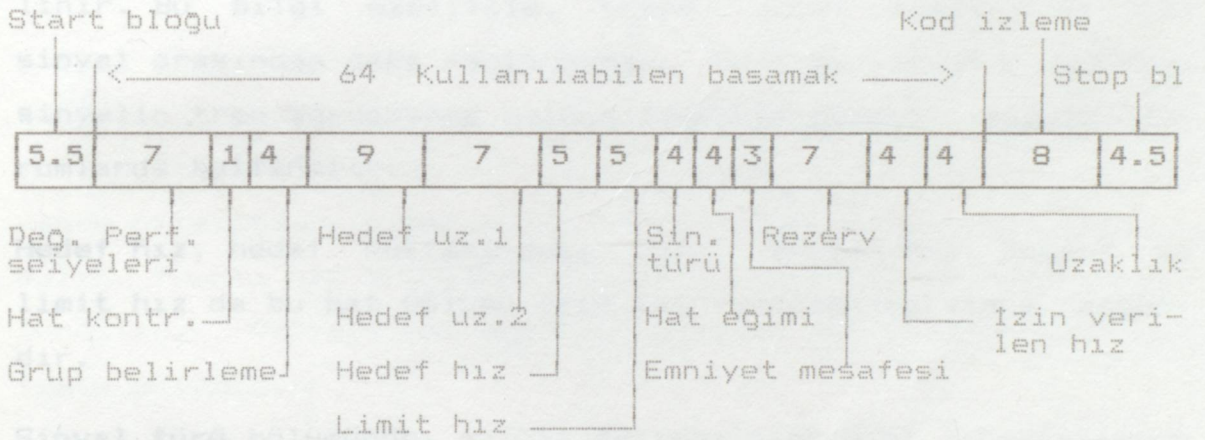 Start bloğu Kod izleme
64 Kullanılabilen basamak Stop bl
5.5 7 1 4 9 7 5 5 4 4 3 7 4 4 8 4.5
Değ. Perf. Hedef uz.1 Sin. Rezerv
seiyeleri türü Uzaklık
Hat kontr. Hedef uz.2 Hat eğimi İzin veri-
len hız
Grup belirleme Hedef hız Emniyet mesafesi
Limit hız